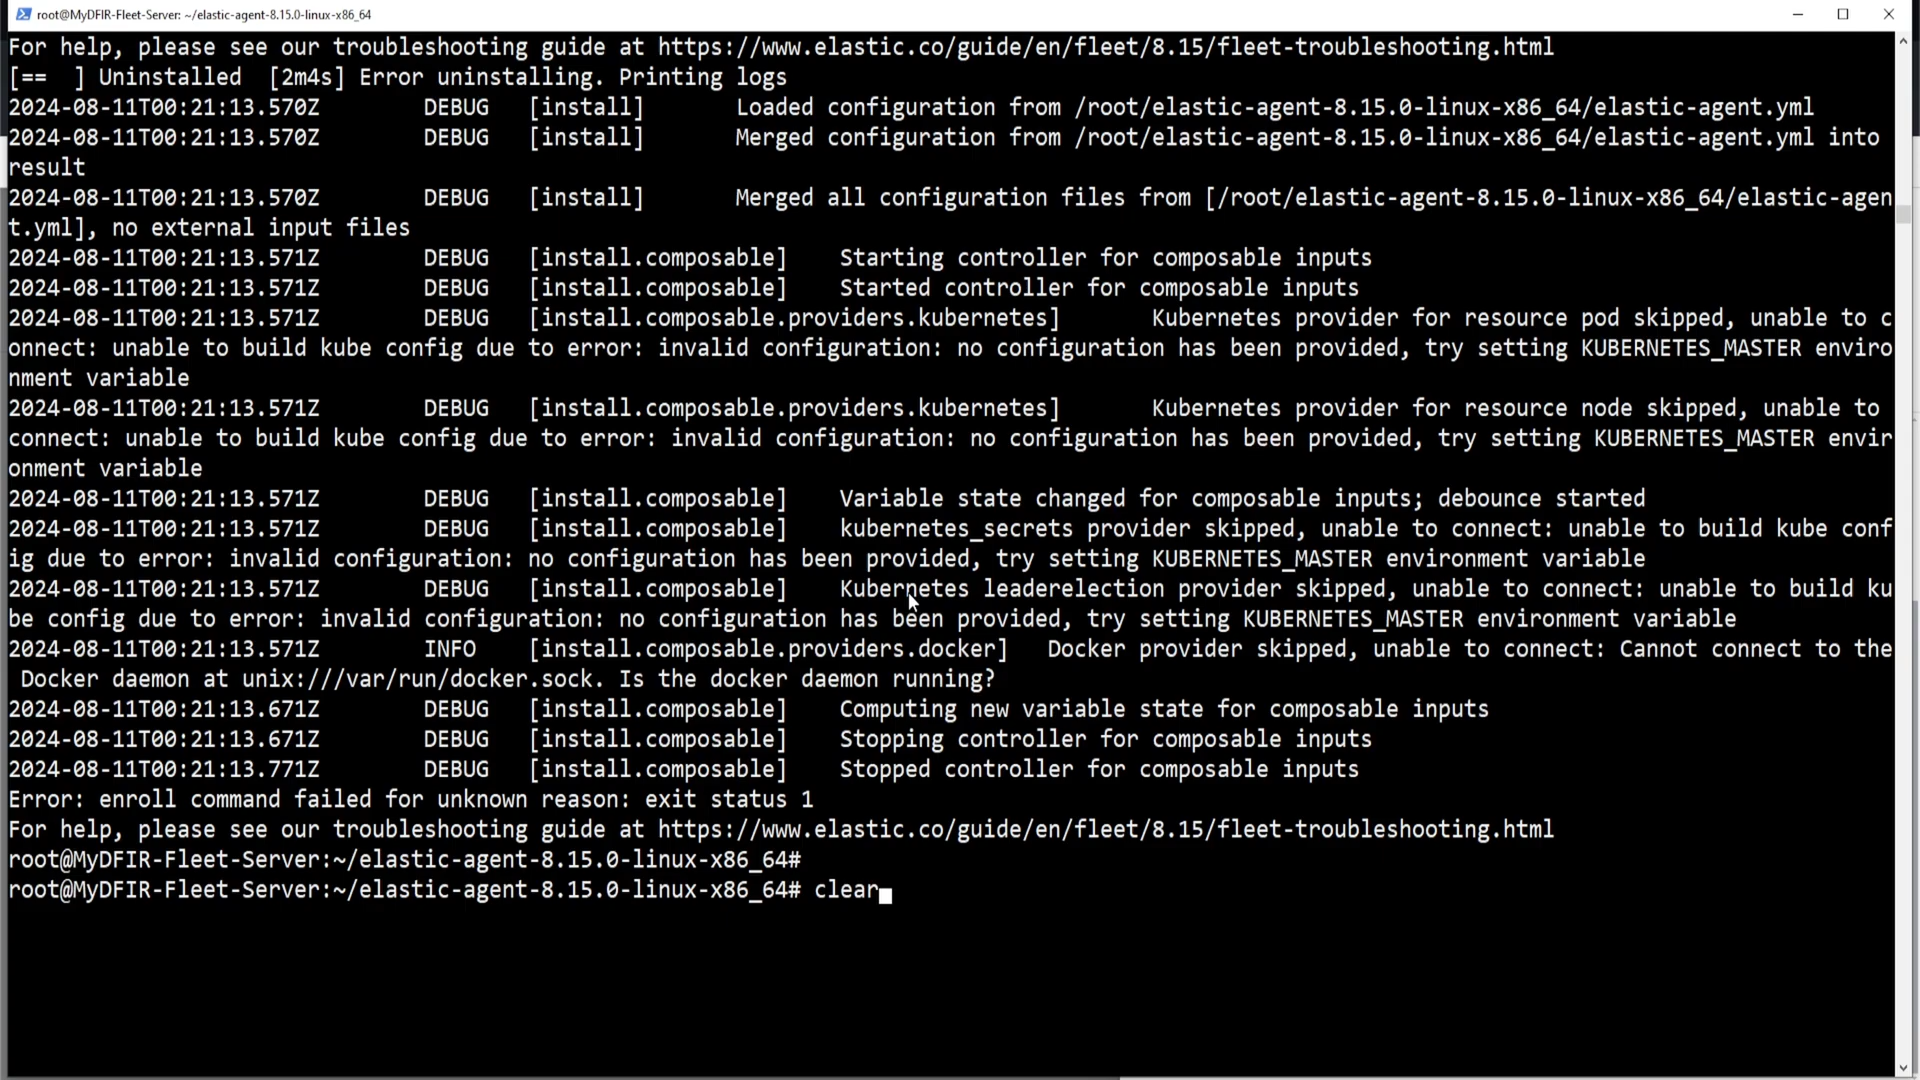 root@MyDFIR-Fleet-Server: ~/elastic-agent-8.15.0-linux-x86_64
For help, please see our troubleshooting guide at https://www.elastic.co/guide/en/fleet/8.15/fleet-troubleshooting.html
[==  ] Uninstalled  [2m4s] Error uninstalling. Printing logs
2024-08-11T00:21:13.570Z        DEBUG   [install]       Loaded configuration from /root/elastic-agent-8.15.0-linux-x86_64/elastic-agent.yml
2024-08-11T00:21:13.570Z        DEBUG   [install]       Merged configuration from /root/elastic-agent-8.15.0-linux-x86_64/elastic-agent.yml into
result
2024-08-11T00:21:13.570Z        DEBUG   [install]       Merged all configuration files from [/root/elastic-agent-8.15.0-linux-x86_64/elastic-agen
t.yml], no external input files
2024-08-11T00:21:13.571Z        DEBUG   [install.composable]    Starting controller for composable inputs
2024-08-11T00:21:13.571Z        DEBUG   [install.composable]    Started controller for composable inputs
2024-08-11T00:21:13.571Z        DEBUG   [install.composable.providers.kubernetes]       Kubernetes provider for resource pod skipped, unable to c
onnect: unable to build kube config due to error: invalid configuration: no configuration has been provided, try setting KUBERNETES_MASTER enviro
nment variable
2024-08-11T00:21:13.571Z        DEBUG   [install.composable.providers.kubernetes]       Kubernetes provider for resource node skipped, unable to
connect: unable to build kube config due to error: invalid configuration: no configuration has been provided, try setting KUBERNETES_MASTER envir
onment variable
2024-08-11T00:21:13.571Z        DEBUG   [install.composable]    Variable state changed for composable inputs; debounce started
2024-08-11T00:21:13.571Z        DEBUG   [install.composable]    kubernetes_secrets provider skipped, unable to connect: unable to build kube conf
ig due to error: invalid configuration: no configuration has been provided, try setting KUBERNETES_MASTER environment variable
2024-08-11T00:21:13.571Z        DEBUG   [install.composable]    Kubernetes leaderelection provider skipped, unable to connect: unable to build ku
be config due to error: invalid configuration: no configuration has been provided, try setting KUBERNETES_MASTER environment variable
2024-08-11T00:21:13.571Z        INFO    [install.composable.providers.docker]   Docker provider skipped, unable to connect: Cannot connect to the
 Docker daemon at unix:///var/run/docker.sock. Is the docker daemon running?
2024-08-11T00:21:13.671Z        DEBUG   [install.composable]    Computing new variable state for composable inputs
2024-08-11T00:21:13.671Z        DEBUG   [install.composable]    Stopping controller for composable inputs
2024-08-11T00:21:13.771Z        DEBUG   [install.composable]    Stopped controller for composable inputs
Error: enroll command failed for unknown reason: exit status 1
For help, please see our troubleshooting guide at https://www.elastic.co/guide/en/fleet/8.15/fleet-troubleshooting.html
root@MyDFIR-Fleet-Server:~/elastic-agent-8.15.0-linux-x86_64#
root@MyDFIR-Fleet-Server:~/elastic-agent-8.15.0-linux-x86_64# clear